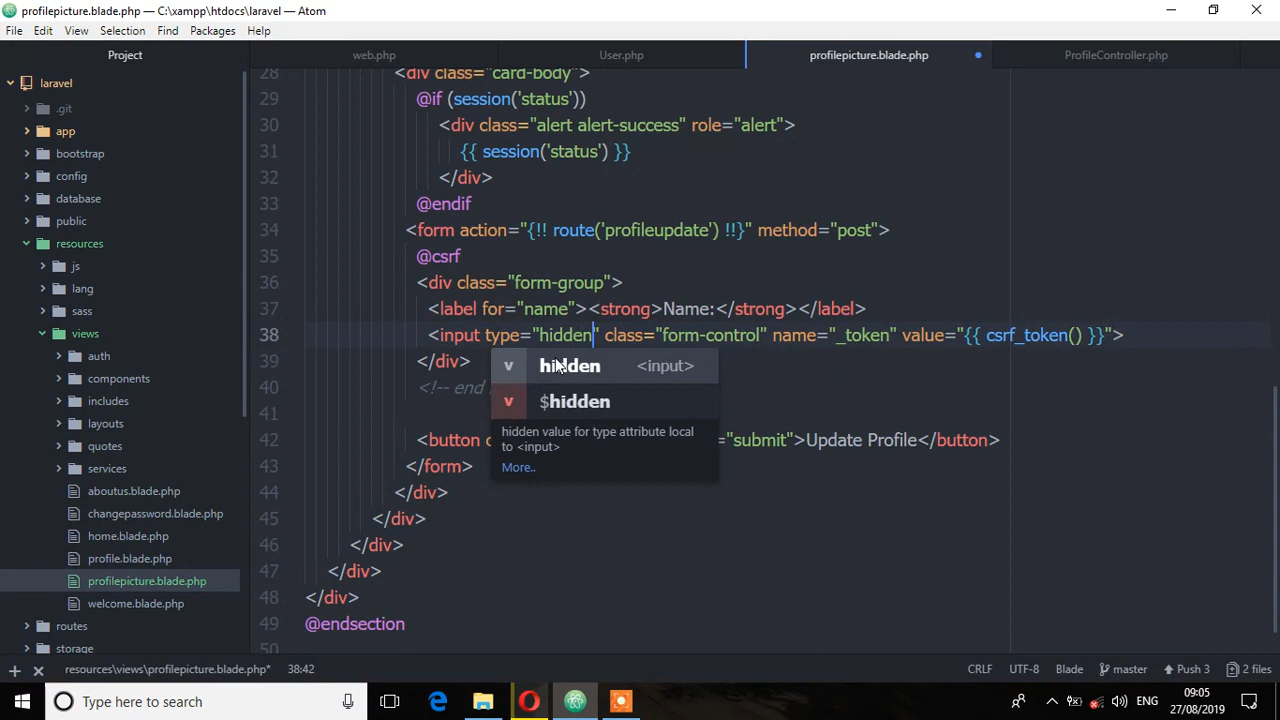 profilepicture.blade.php — C:\xampp\htdocs\laravel — Atom
File Edit View Selection Find Packages Help
Project
web.php
User.php
profilepicture.blade.php
ProfileController.php
laravel
.git
app
bootstrap
config
database
public
resources
js
lang
sass
views
auth
components
includes
layouts
quotes
services
aboutus.blade.php
changepassword.blade.php
home.blade.php
profile.blade.php
profilepicture.blade.php
welcome.blade.php
routes
storage
28 <div class="card-body">
29 @if (session('status'))
30 <div class="alert alert-success" role="alert">
31 {{ session('status') }}
32 </div>
33 @endif
34 <form action="{!! route('profileupdate') !!}" method="post">
35 @csrf
36 <div class="form-group">
37 <label for="name"><strong>Name:</strong></label>
38 <input type="hidden" class="form-control" name="_token" value="{{ csrf_token() }}">
39 </div>
40 <!-- end
41
42 <button ="submit">Update Profile</button>
43 </form>
44 </div>
45 </div>
46 </div>
47 </div>
48 </div>
49 @endsection
50
v hidden <input>
v $hidden
hidden value for type attribute local
to <input>
More..
resources\views\profilepicture.blade.php* 38:42 CRLF UTF-8 Blade master Push 3 2 files
Type here to search
ENG
09:05
27/08/2019